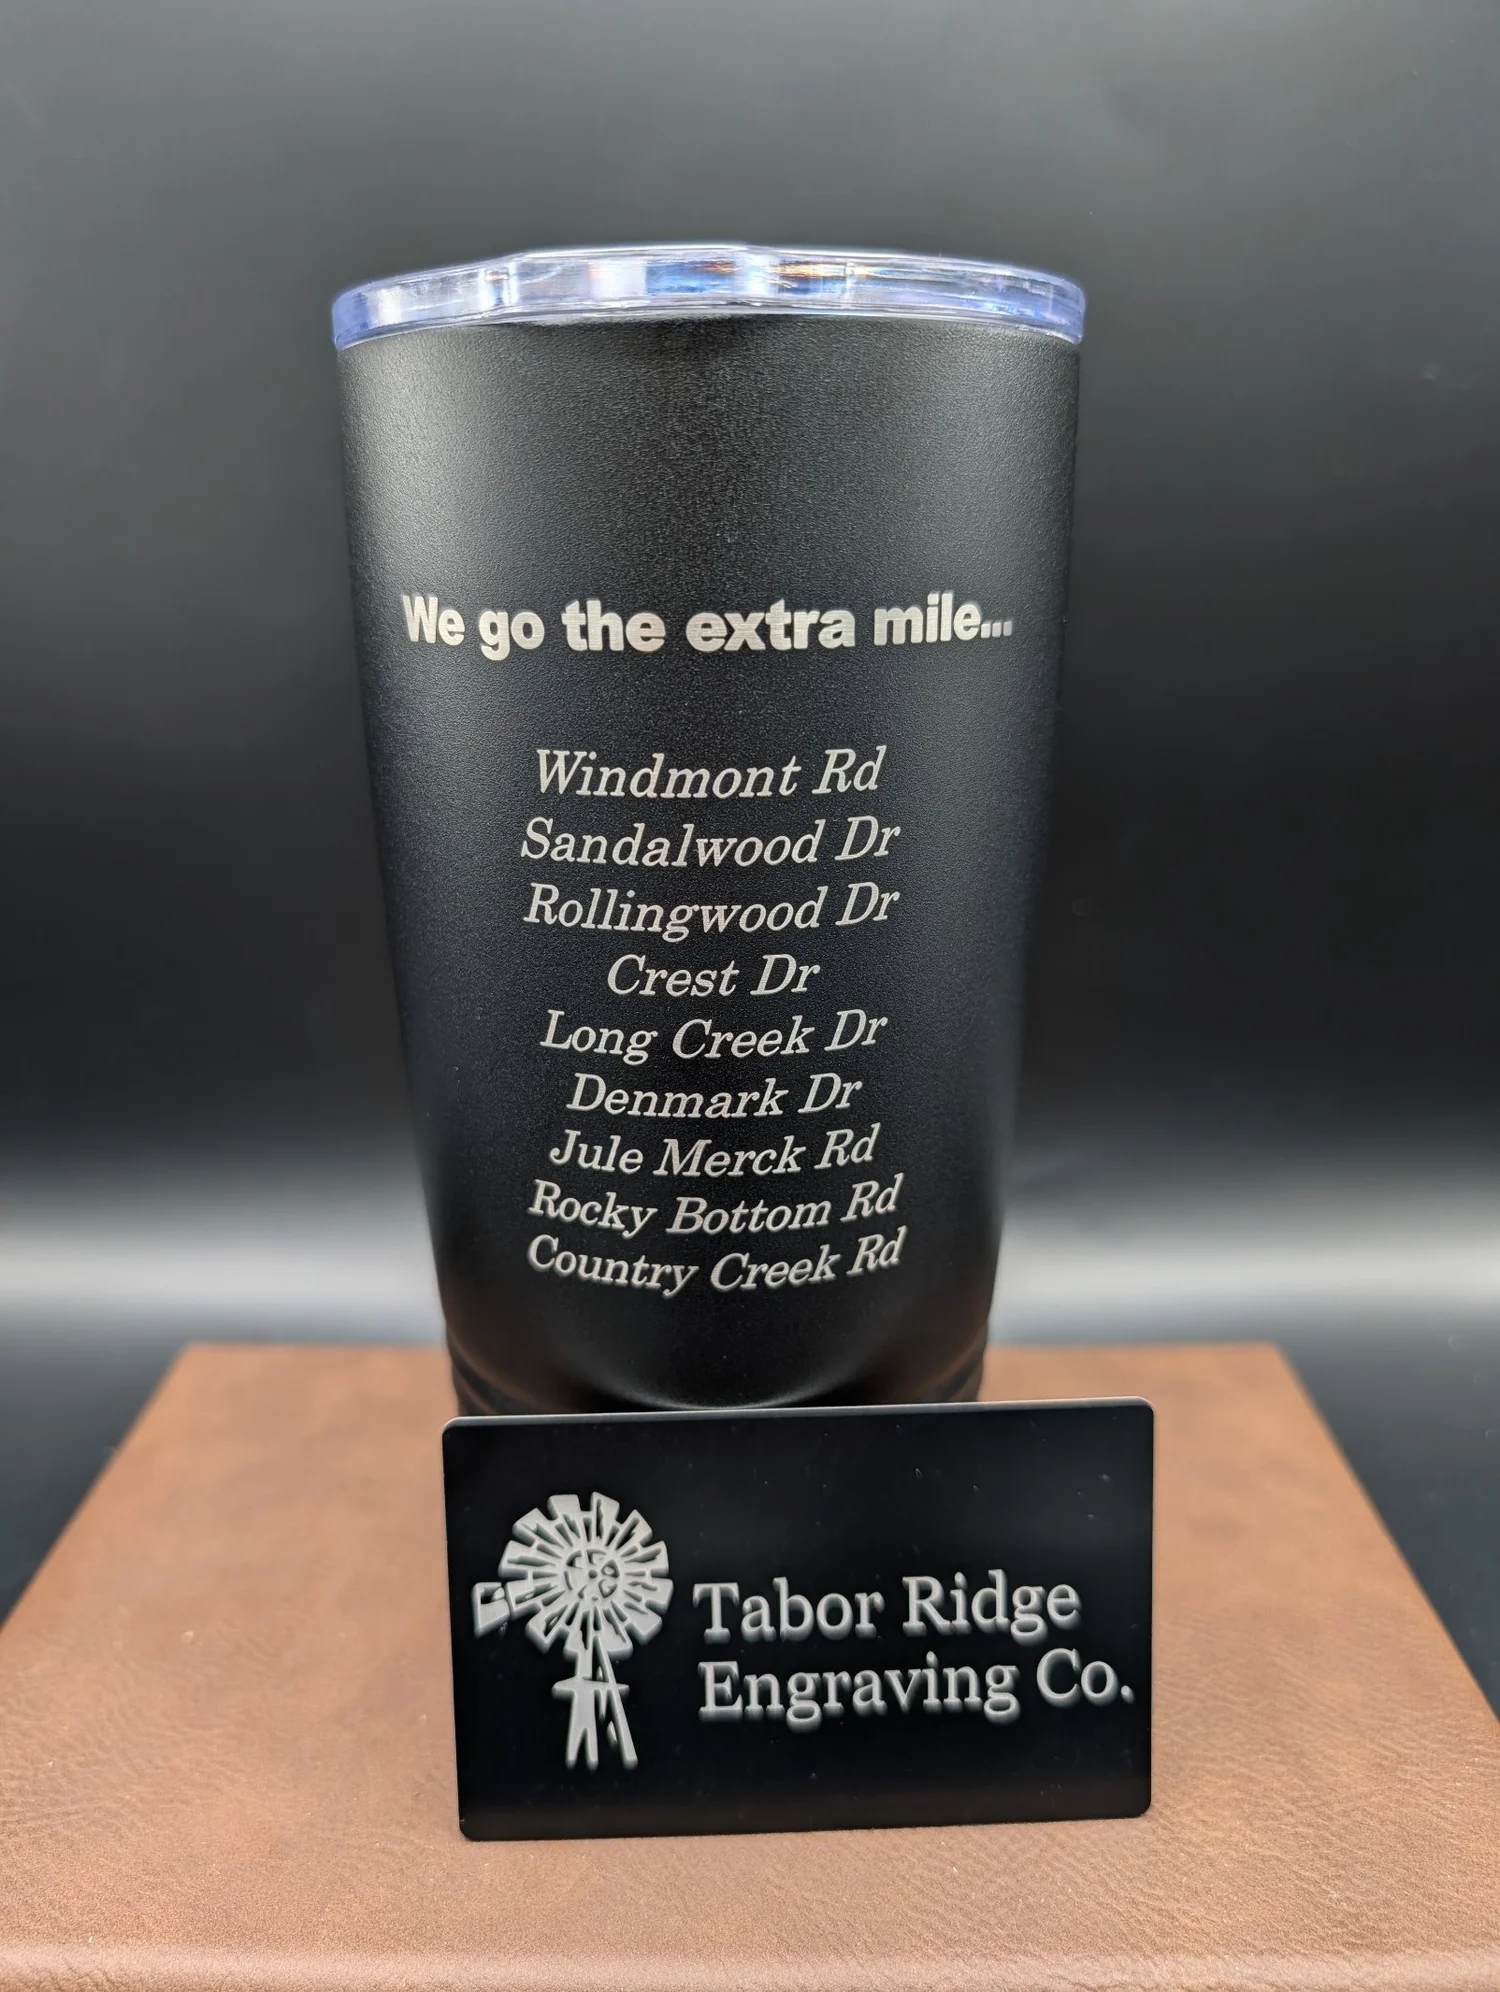 We go the extra mile...
Windmont Rd
Sandalwood Dr
Rollingwood Dr
Crest Dr
Long Creek Dr
Denmark Dr
Jule Merck Rd
Rocky Bottom Rd
Country Creek Rd
Tabor Ridge
Engraving Co.